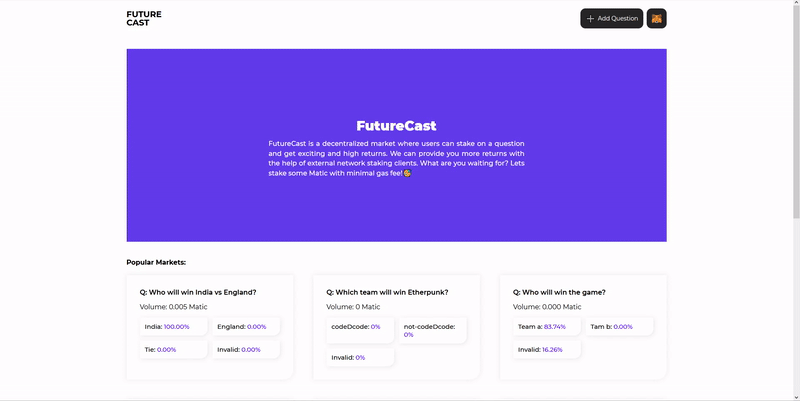 FUTURE
CAST
Add Question
FutureCast
FutureCast is a decentralized market where users can stake on a question
and get exciting and high returns. We can provide you more returns with
the help of external network staking clients. What are you waiting for? Lets
stake some Matic with minimal gas fee!
Popular Markets:
Q: Who will win India vs England?
Volume: 0.005 Matic
India: 100.00%
England: 0.00%
Tie: 0.00%
Invalid: 0.00%
Q: Which team will win Etherpunk?
Volume: 0 Matic
codeDcode: 0%
not-codeDcode:
0%
Invalid: 0%
Q: Who will win the game?
Volume: 0.000 Matic
Team a: 83.74%
Tam b: 0.00%
Invalid: 16.26%